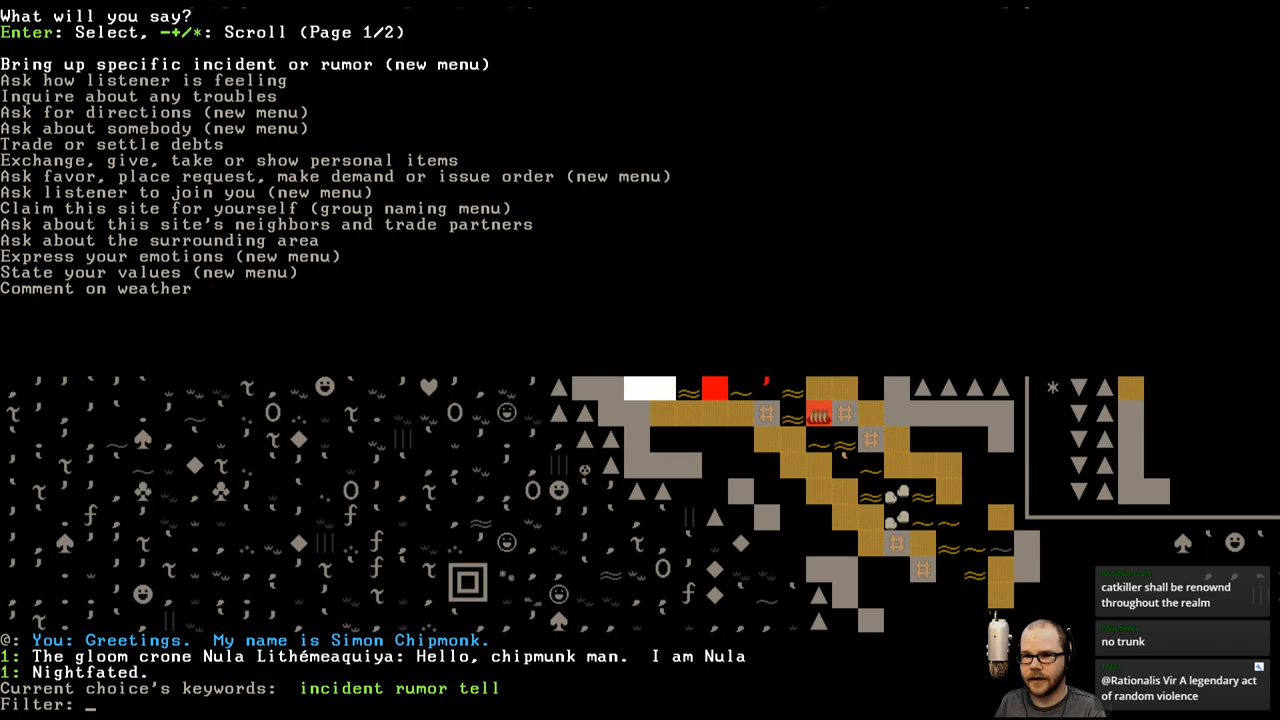 What will you say?
Enter: Select, -+/*: Scroll (Page 1/2)
Bring up specific incident or rumor (new menu)
Ask how listener is feeling
Inquire about any troubles
Ask for directions (new menu)
Ask about somebody (new menu)
Trade or settle debts
Exchange, give, take or show personal items
Ask favor, place request, make demand or issue order (new menu)
Ask listener to join you (new menu)
Claim this site for yourself (group naming menu)
Ask about this site's neighbors and trade partners
Ask about the surrounding area
Express your emotions (new menu)
State your values (new menu)
Comment on weather
@: You: Greetings.  My name is Simon Chipmonk.
1: The gloom crone Nula Lithémeaquiya: Hello, chipmunk man.  I am Nula
1: Nightfated.
Current choice's keywords:  incident rumor tell
Filter: _
catkiller shall be renownd
throughout the realm
no trunk
@Rationalis Vir A legendary act
of random violence